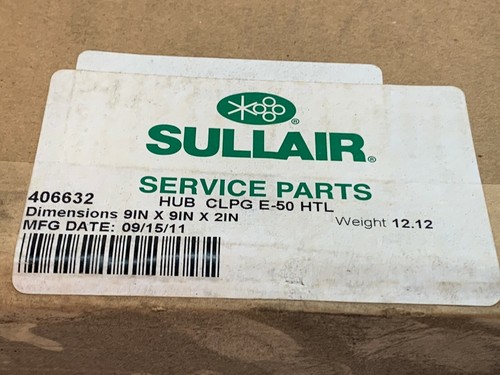 SULLAIR®
SERVICE PARTS
HUB CLPG E-50 HTL
406632
Dimensions 9IN X 9IN X 2IN
Weight 12.12
MFG DATE: 09/15/11